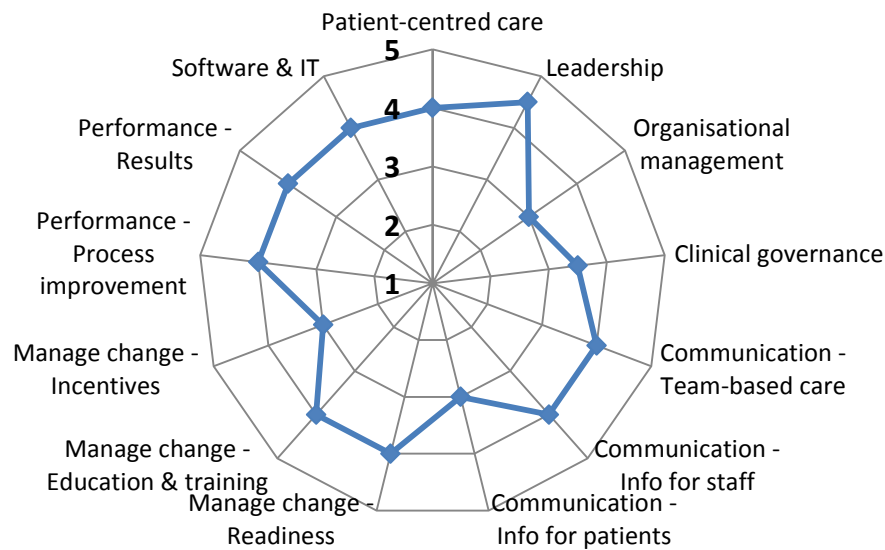 Patient-centred care
Leadership
Organisational
management
Clinical governance
Communication -
Team-based care
Communication -
Info for staff
Communication -
Info for patients
Manage change -
Readiness
Manage change -
Education & training
Manage change -
Incentives
Performance -
Process
improvement
Performance -
Results
Software & IT
5
4
3
2
1